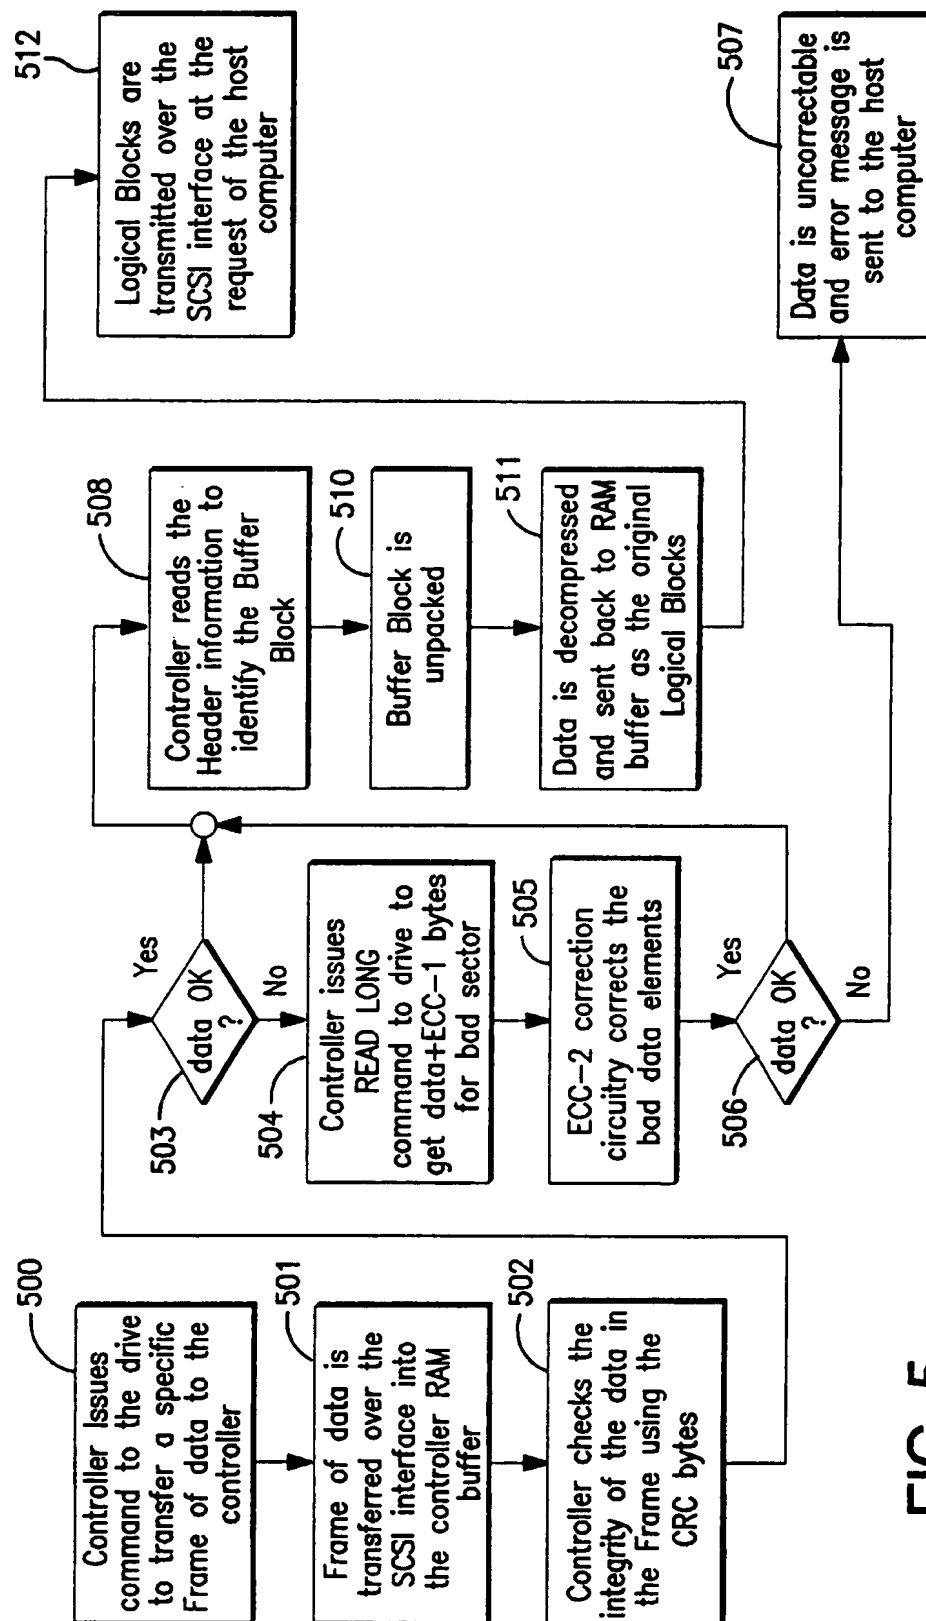 500
Controller Issues
command to the drive
to transfer a specific
Frame of data to the
controller
501
Frame of data is
transferred over the
SCSI interface into
the controller RAM
buffer
502
Controller checks the
integrity of the data in
the Frame using the
CRC bytes
503
data OK
?
Yes
No
504
Controller issues
READ LONG
command to drive to
get data+ECC-1 bytes
for bad sector
505
ECC-2 correction
circuitry corrects the
bad data elements
506
data OK
?
Yes
No
508
Controller reads the
Header information to
identify the Buffer
Block
510
Buffer Block is
unpacked
511
Data is decompressed
and sent back to RAM
buffer as the original
Logical Blocks
512
Logical Blocks are
transmitted over the
SCSI interface at the
request of the host
computer
507
Data is uncorrectable
and error message is
sent to the host
computer